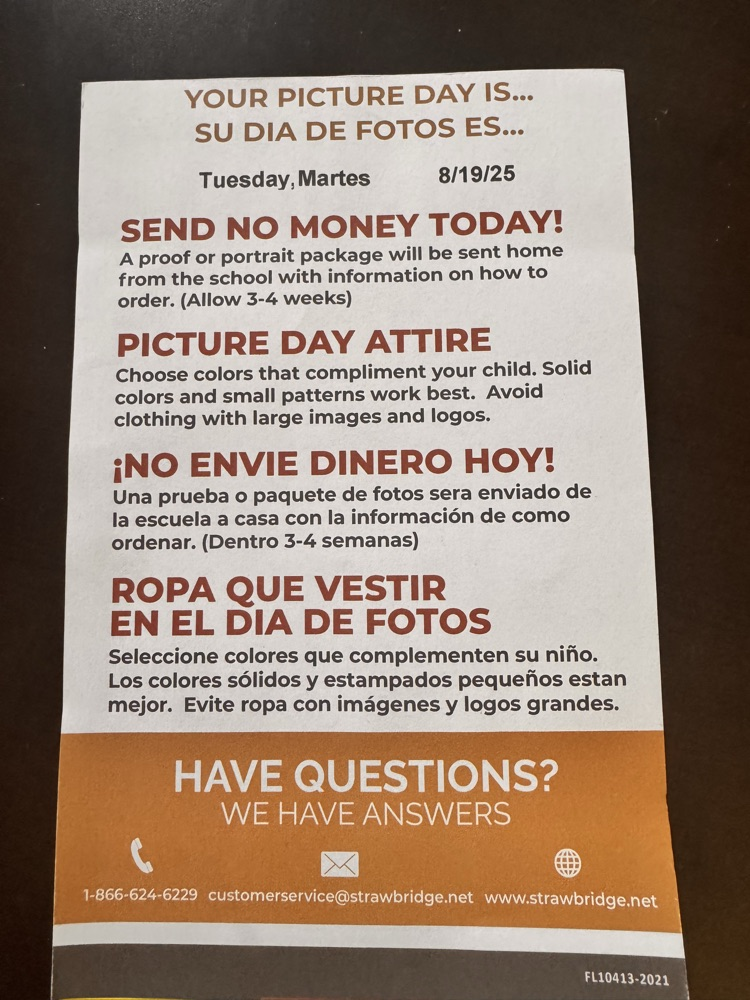 YOUR PICTURE DAY IS...
SU DIA DE FOTOS ES...
Tuesday, Martes 8/19/25
SEND NO MONEY TODAY!
A proof or portrait package will be sent home
from the school with information on how to
order. (Allow 3-4 weeks)
PICTURE DAY ATTIRE
Choose colors that compliment your child. Solid
colors and small patterns work best. Avoid
clothing with large images and logos.
¡NO ENVIE DINERO HOY!
Una prueba o paquete de fotos sera enviado de
la escuela a casa con la información de como
ordenar. (Dentro 3-4 semanas)
ROPA QUE VESTIR
EN EL DIA DE FOTOS
Seleccione colores que complementen su niño.
Los colores sólidos y estampados pequeños estan
mejor. Evite ropa con imágenes y logos grandes.
HAVE QUESTIONS?
WE HAVE ANSWERS
1-866-624-6229 customerservice@strawbridge.net www.strawbridge.net
FL10413-2021